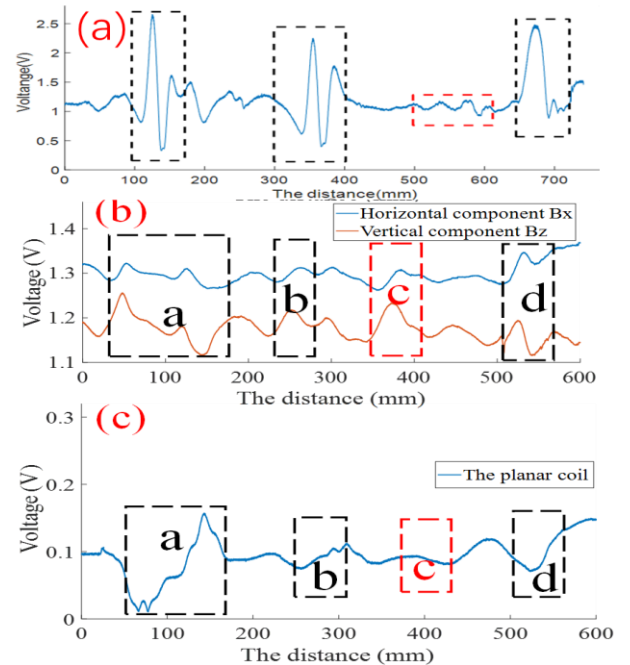 (a)
2.5
2
1.5
1
0.5
0
Voltange(V)
0 100 200 300 400 500 600 700
The distance(mm)
(b)
Horizontal component Bx
Vertical component Bz
1.4
1.3
1.2
1.1
Voltage (V)
a b c d
0 100 200 300 400 500 600
The distance (mm)
(c)
The planar coil
0.3
0.2
0.1
0
Voltage (V)
a b c d
0 100 200 300 400 500 600
The distance (mm)